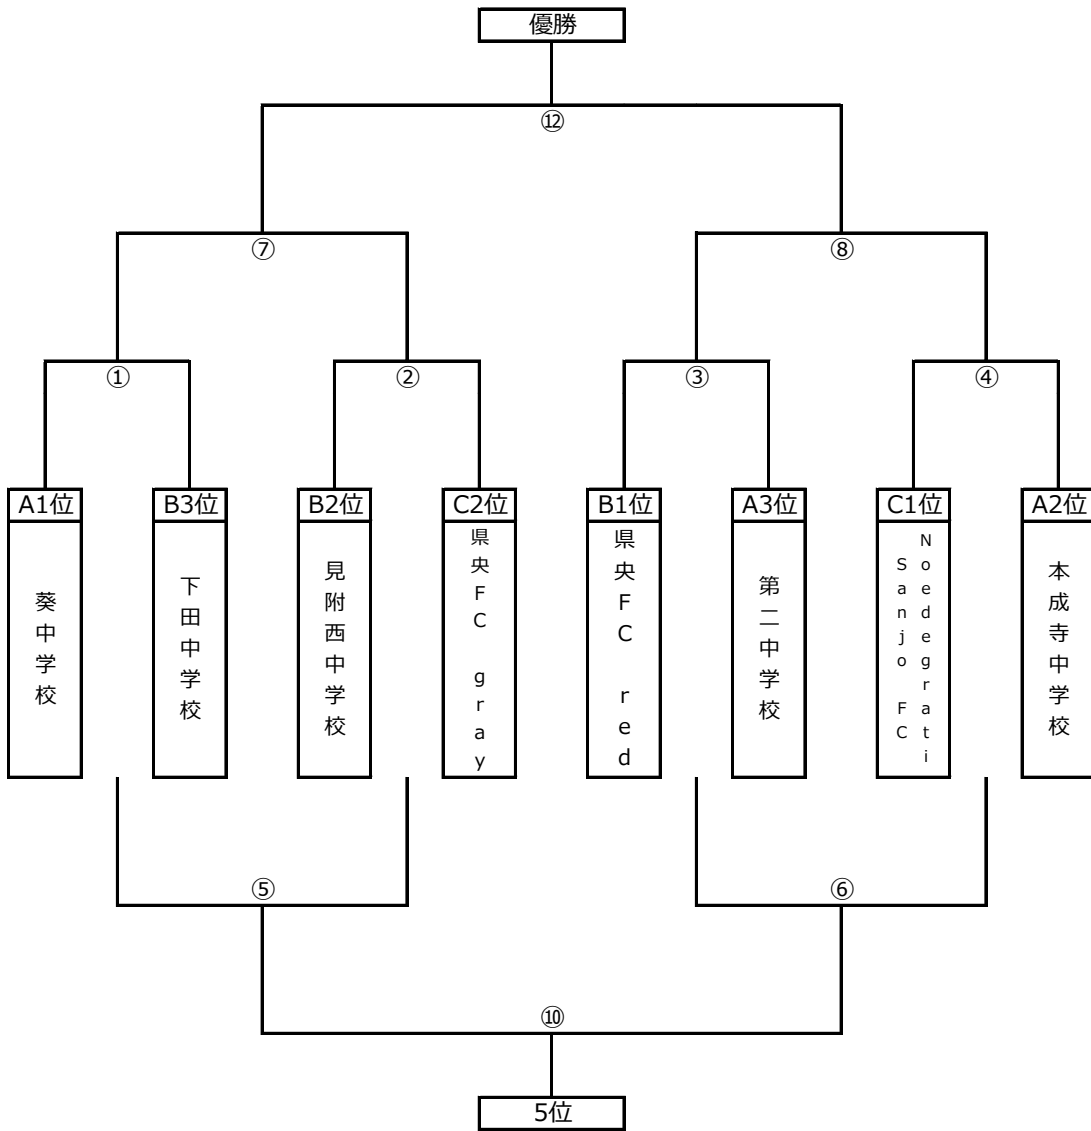 優勝
⑫
⑦
⑧
①
②
③
④
A1位
B3位
B2位
C2位
B1位
A3位
C1位
A2位
葵中学校
下田中学校
見附西中学校
県央FC gray
県央FC red
第二中学校
Noedegrati
Sanjo FC
本成寺中学校
⑤
⑥
⑩
5位